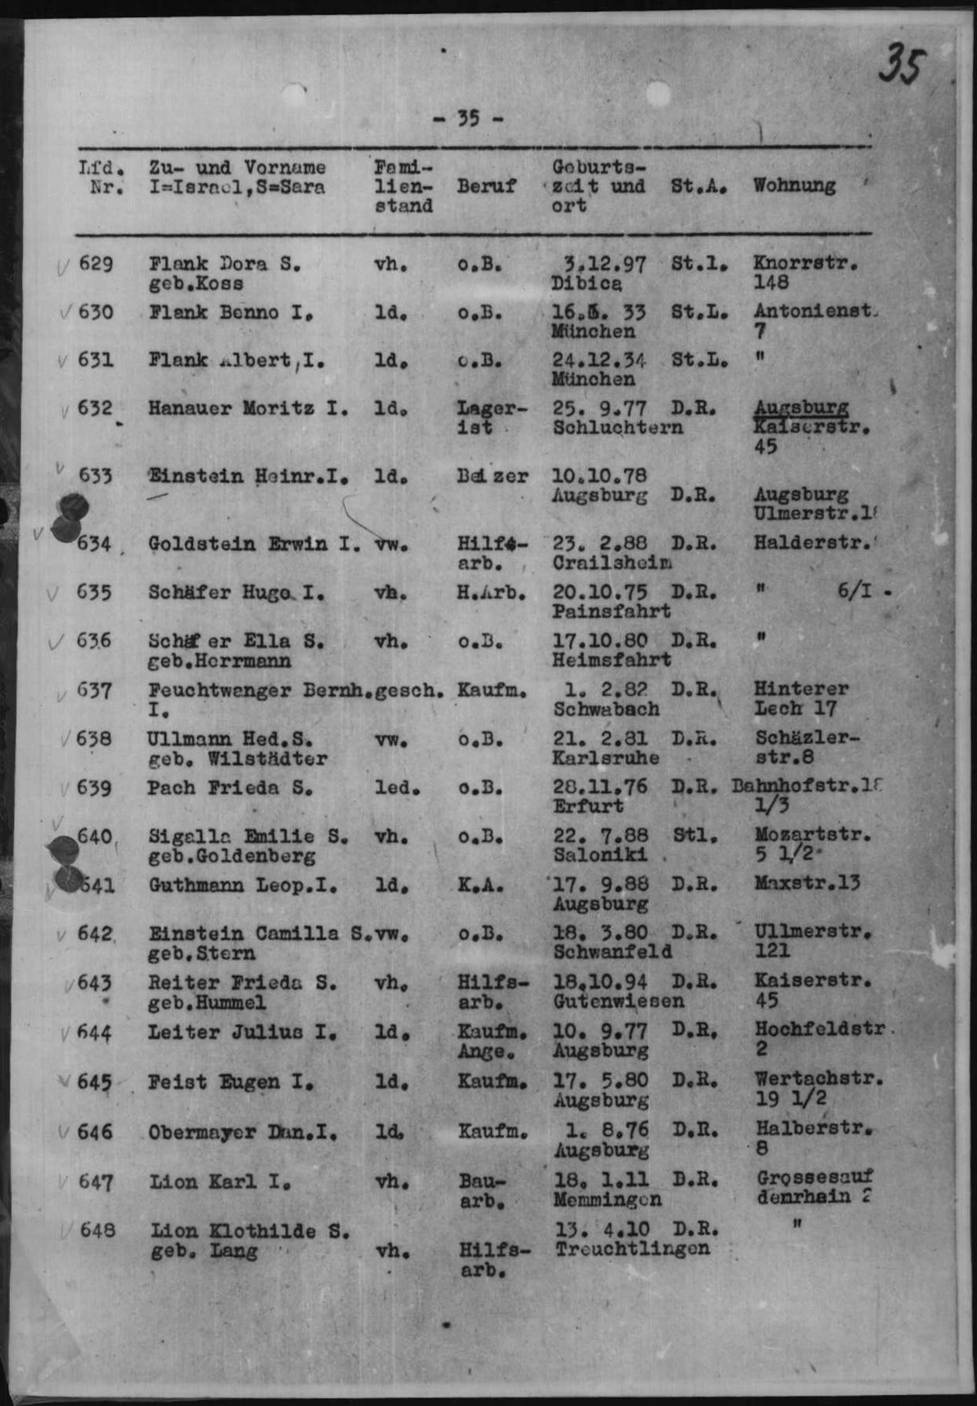 35
- 35 -
Lfd. Zu- und Vorname Fami- Geburts-
Nr. I=Israel,S=Sara lien- Beruf zeit und St.A. Wohnung
stand ort
629 Flank Dora S. vh. o.B. 3.12.97 St.l. Knorrstr.
geb.Koss Dibica 148
630 Flank Benno I. ld. o.B. 16. . 33 St.L. Antonienst.
München 7
631 Flank Albert,I. ld. o.B. 24.12.34 St.L. "
München
632 Hanauer Moritz I. ld. Lager- 25. 9.77 D.R. Augsburg
ist Schluchtern Kaiserstr.
45
633 Einstein Heinr.I. ld. Beizer 10.10.78
Augsburg D.R. Augsburg
Ulmerstr.1
634 Goldstein Erwin I. vw. Hilfs- 23. 2.88 D.R. Halderstr.
arb. Crailsheim
635 Schäfer Hugo I. vh. H.Arb. 20.10.75 D.R. " 6/I
Painsfahrt
636 Schäfer Ella S. vh. o.B. 17.10.80 D.R. "
geb.Herrmann Heimsfahrt
637 Feuchtwanger Bernh.gesch. Kaufm. 1. 2.82 D.R. Hinterer
I. Schwabach Lech 17
638 Ullmann Hed.S. vw. o.B. 21. 2.81 D.R. Schäzler-
geb. Wilstädter Karlsruhe str.8
639 Pach Frieda S. led. o.B. 28.11.76 D.R. Bahnhofstr.18
Erfurt 1/3
640 Sigalla Emilie S. vh. o.B. 22. 7.88 Stl. Mozartstr.
geb.Goldenberg Saloniki 5 1/2
641 Guthmann Leop.I. ld. K.A. 17. 9.88 D.R. Maxstr.13
Augsburg
642 Einstein Camilla S.vw. o.B. 18. 3.80 D.R. Ullmerstr.
geb.Stern Schwanfeld 121
643 Reiter Frieda S. vh. Hilfs- 18.10.94 D.R. Kaiserstr.
geb.Hummel arb. Gutenwiesen 45
644 Leiter Julius I. ld. Kaufm. 10. 9.77 D.R. Hochfeldstr.
Ange. Augsburg 2
645 Feist Eugen I. ld. Kaufm. 17. 5.80 D.R. Wertachstr.
Augsburg 19 1/2
646 Obermayer Dan.I. ld. Kaufm. 1. 8.76 D.R. Halberstr.
Augsburg 8
647 Lion Karl I. vh. Bau- 18. 1.11 D.R. Grossesauf
arb. Memmingen denrhain 2
648 Lion Klothilde S. 13. 4.10 D.R. "
geb. Lang vh. Hilfs- Treuchtlingen
arb.